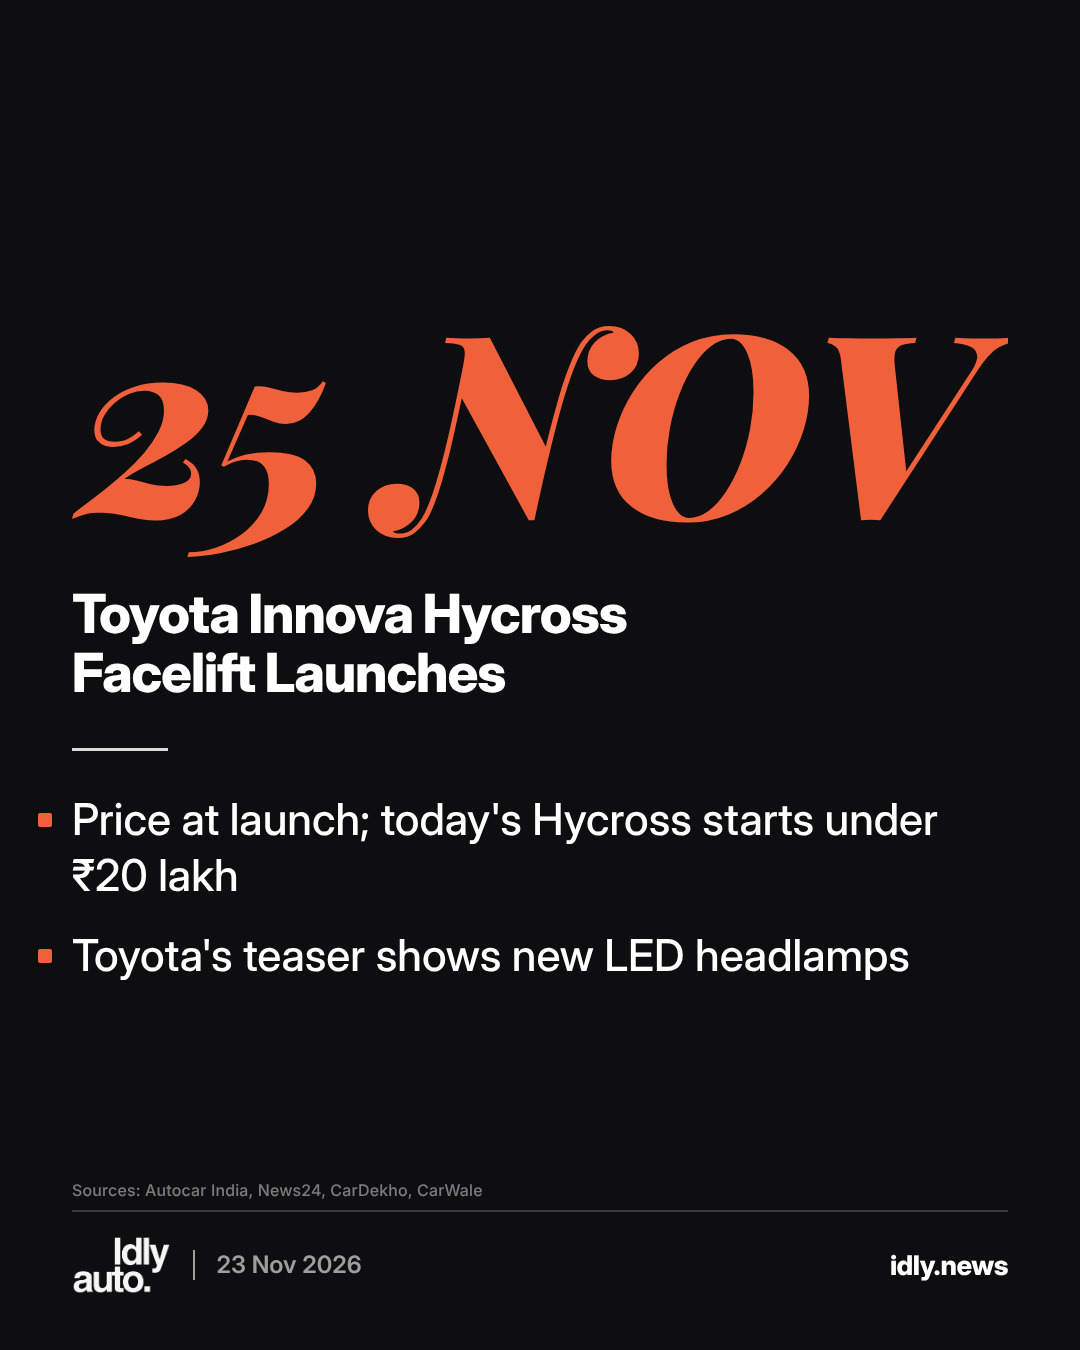 25 NOV
Toyota Innova Hycross
Facelift Launches
Price at launch; today's Hycross starts under
₹20 lakh
Toyota's teaser shows new LED headlamps
Sources: Autocar India, News24, CarDekho, CarWale
Idly
auto.
23 Nov 2026
idly.news